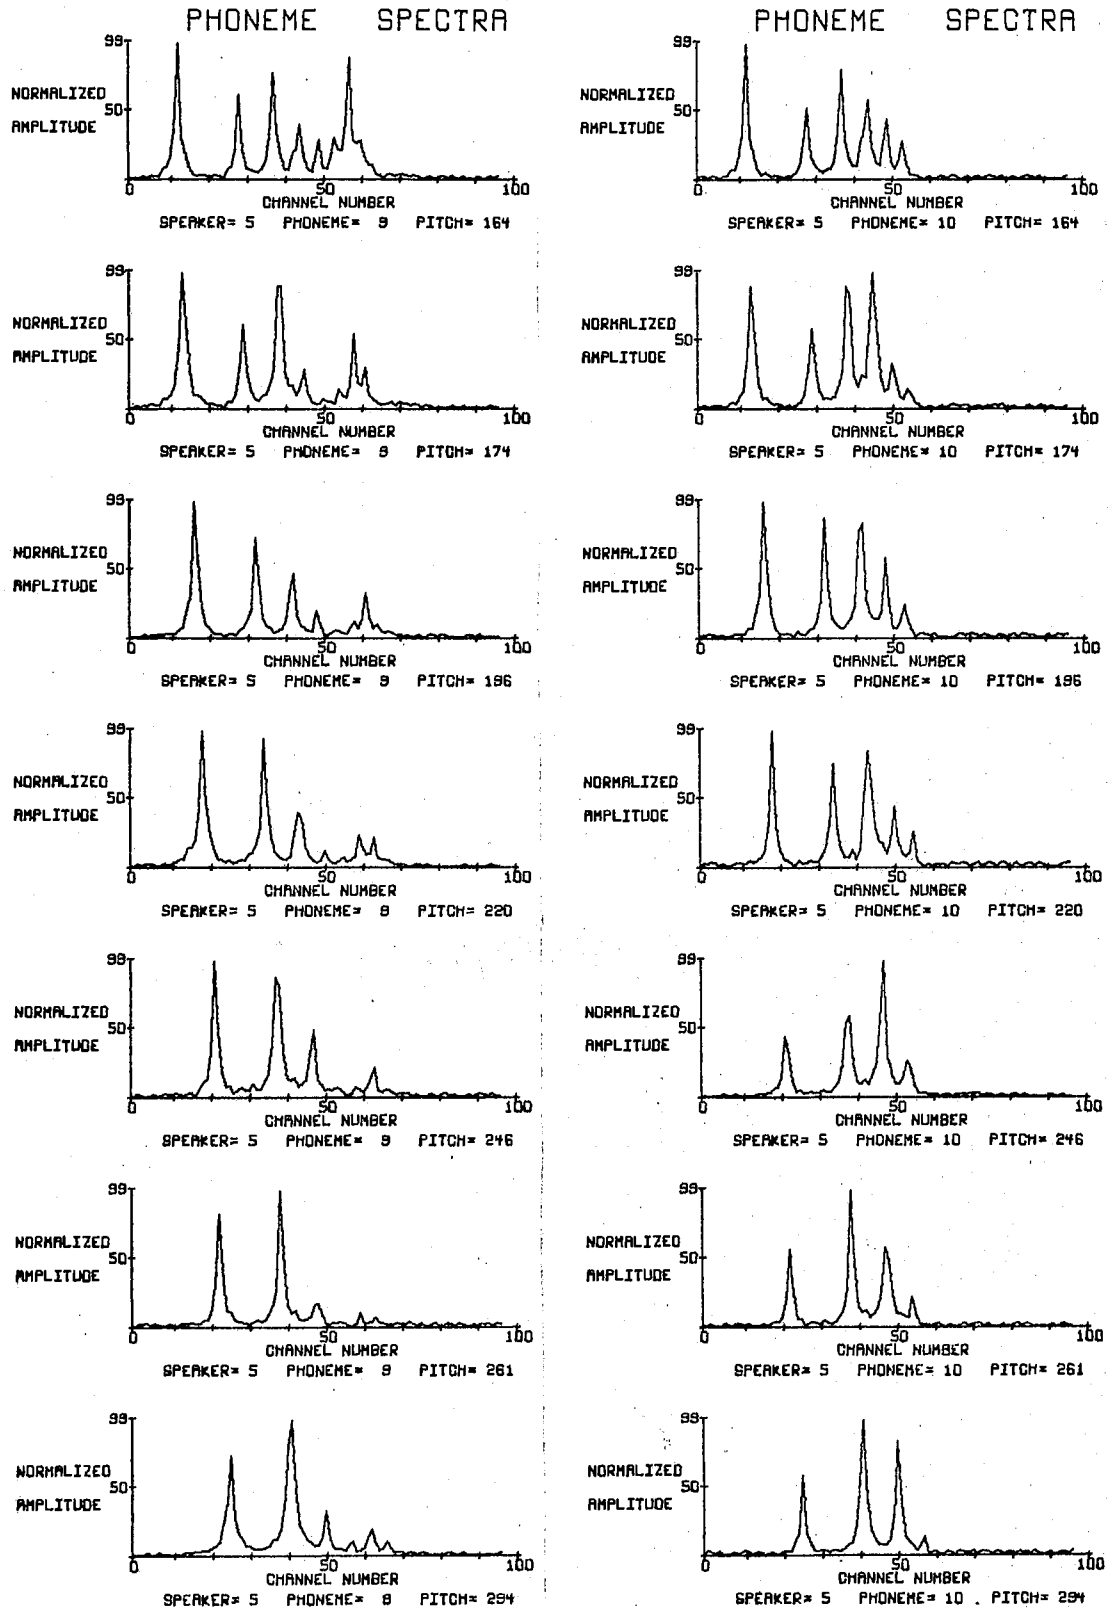 PHONEME SPECTRA
99
NORMALIZED
50
AMPLITUDE
0 50 100
CHANNEL NUMBER
SPEAKER= 5 PHONEME= 9 PITCH= 164
99
NORMALIZED
50
AMPLITUDE
0 50 100
CHANNEL NUMBER
SPEAKER= 5 PHONEME= 9 PITCH= 174
99
NORMALIZED
50
AMPLITUDE
0 50 100
CHANNEL NUMBER
SPEAKER= 5 PHONEME= 9 PITCH= 196
99
NORMALIZED
50
AMPLITUDE
0 50 100
CHANNEL NUMBER
SPEAKER= 5 PHONEME= 9 PITCH= 220
99
NORMALIZED
50
AMPLITUDE
0 50 100
CHANNEL NUMBER
SPEAKER= 5 PHONEME= 9 PITCH= 246
99
NORMALIZED
50
AMPLITUDE
0 50 100
CHANNEL NUMBER
SPEAKER= 5 PHONEME= 9 PITCH= 261
99
NORMALIZED
50
AMPLITUDE
0 50 100
CHANNEL NUMBER
SPEAKER= 5 PHONEME= 9 PITCH= 294
PHONEME SPECTRA
99
NORMALIZED
50
AMPLITUDE
0 50 100
CHANNEL NUMBER
SPEAKER= 5 PHONEME= 10 PITCH= 164
99
NORMALIZED
50
AMPLITUDE
0 50 100
CHANNEL NUMBER
SPEAKER= 5 PHONEME= 10 PITCH= 174
99
NORMALIZED
50
AMPLITUDE
0 50 100
CHANNEL NUMBER
SPEAKER= 5 PHONEME= 10 PITCH= 196
99
NORMALIZED
50
AMPLITUDE
0 50 100
CHANNEL NUMBER
SPEAKER= 5 PHONEME= 10 PITCH= 220
99
NORMALIZED
50
AMPLITUDE
0 50 100
CHANNEL NUMBER
SPEAKER= 5 PHONEME= 10 PITCH= 246
99
NORMALIZED
50
AMPLITUDE
0 50 100
CHANNEL NUMBER
SPEAKER= 5 PHONEME= 10 PITCH= 261
99
NORMALIZED
50
AMPLITUDE
0 50 100
CHANNEL NUMBER
SPEAKER= 5 PHONEME= 10 PITCH= 294